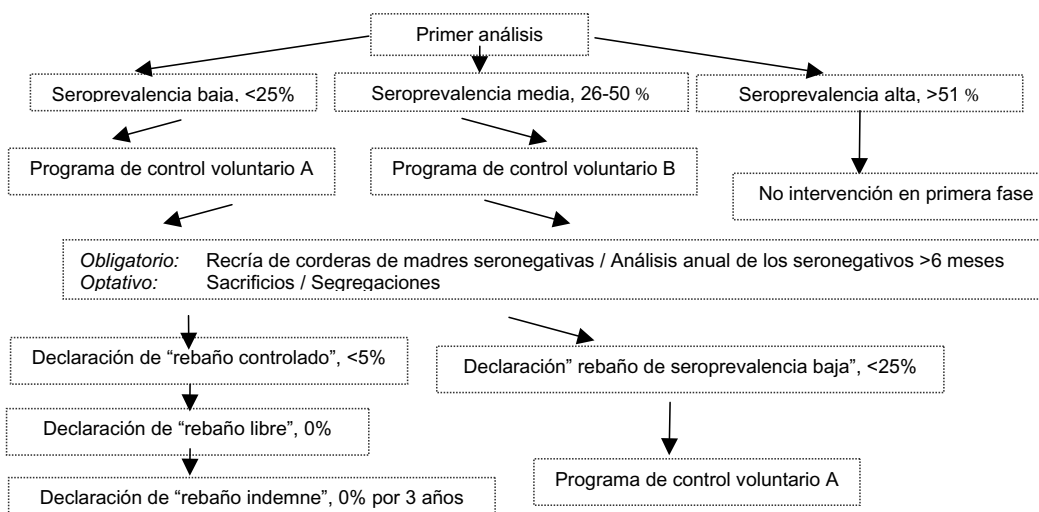 Primer análisis
Seroprevalencia baja, <25%
Seroprevalencia media, 26-50 %
Seroprevalencia alta, >51 %
Programa de control voluntario A
Programa de control voluntario B
No intervención en primera fase
Obligatorio: Recría de corderas de madres seronegativas / Análisis anual de los seronegativos >6 meses
Optativo: Sacrificios / Segregaciones
Declaración de “rebaño controlado”, <5%
Declaración” rebaño de seroprevalencia baja”, <25%
Declaración de “rebaño libre”, 0%
Programa de control voluntario A
Declaración de “rebaño indemne”, 0% por 3 años